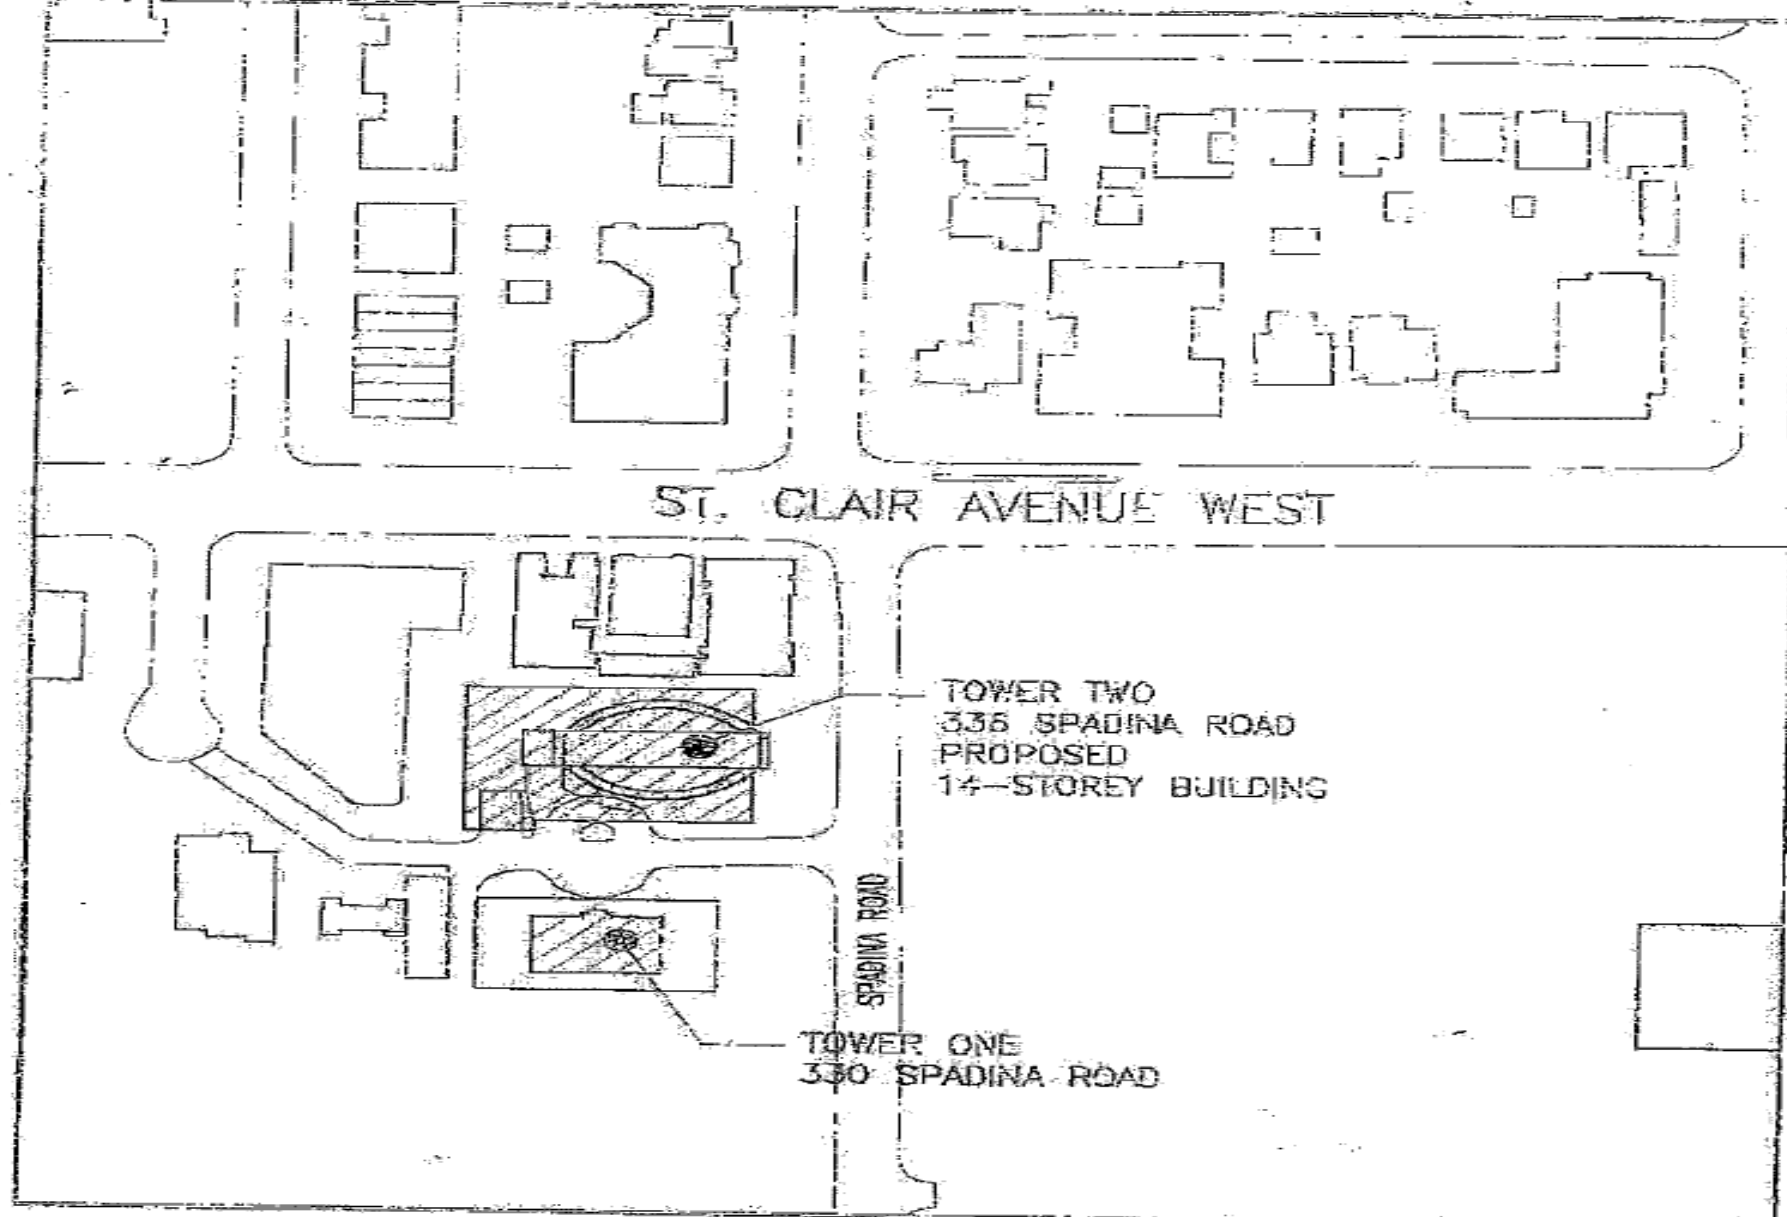 ST. CLAIR AVENUE WEST
TOWER TWO
SPADINA ROAD
PROPOSED
14-STOREY BUILDING
SPADINA ROAD
TOWER ONE
330 SPADINA ROAD